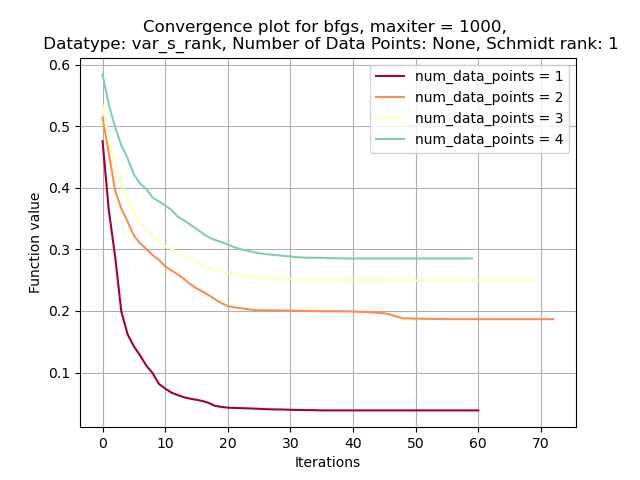 Convergence plot for bfgs, maxiter = 1000,
Datatype: var_s_rank, Number of Data Points: None, Schmidt rank: 1
num_data_points = 1
num_data_points = 2
num_data_points = 3
num_data_points = 4
Function value
0.6
0.5
0.4
0.3
0.2
0.1
0 10 20 30 40 50 60 70
Iterations